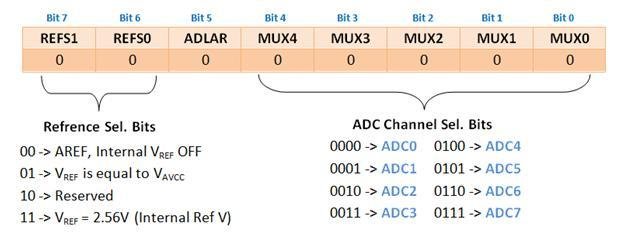 Bit 7 Bit 6 Bit 5 Bit 4 Bit 3 Bit 2 Bit 1 Bit 0
REFS1 REFS0 ADLAR MUX4 MUX3 MUX2 MUX1 MUX0
0 0 0 0 0 0 0 0
Refrence Sel. Bits
00 -> AREF, Internal VREF OFF
01 -> VREF is equal to VAVCC
10 -> Reserved
11 -> VREF = 2.56V (Internal Ref V)
ADC Channel Sel. Bits
0000 -> ADC0 0100 -> ADC4
0001 -> ADC1 0101 -> ADC5
0010 -> ADC2 0110 -> ADC6
0011 -> ADC3 0111 -> ADC7